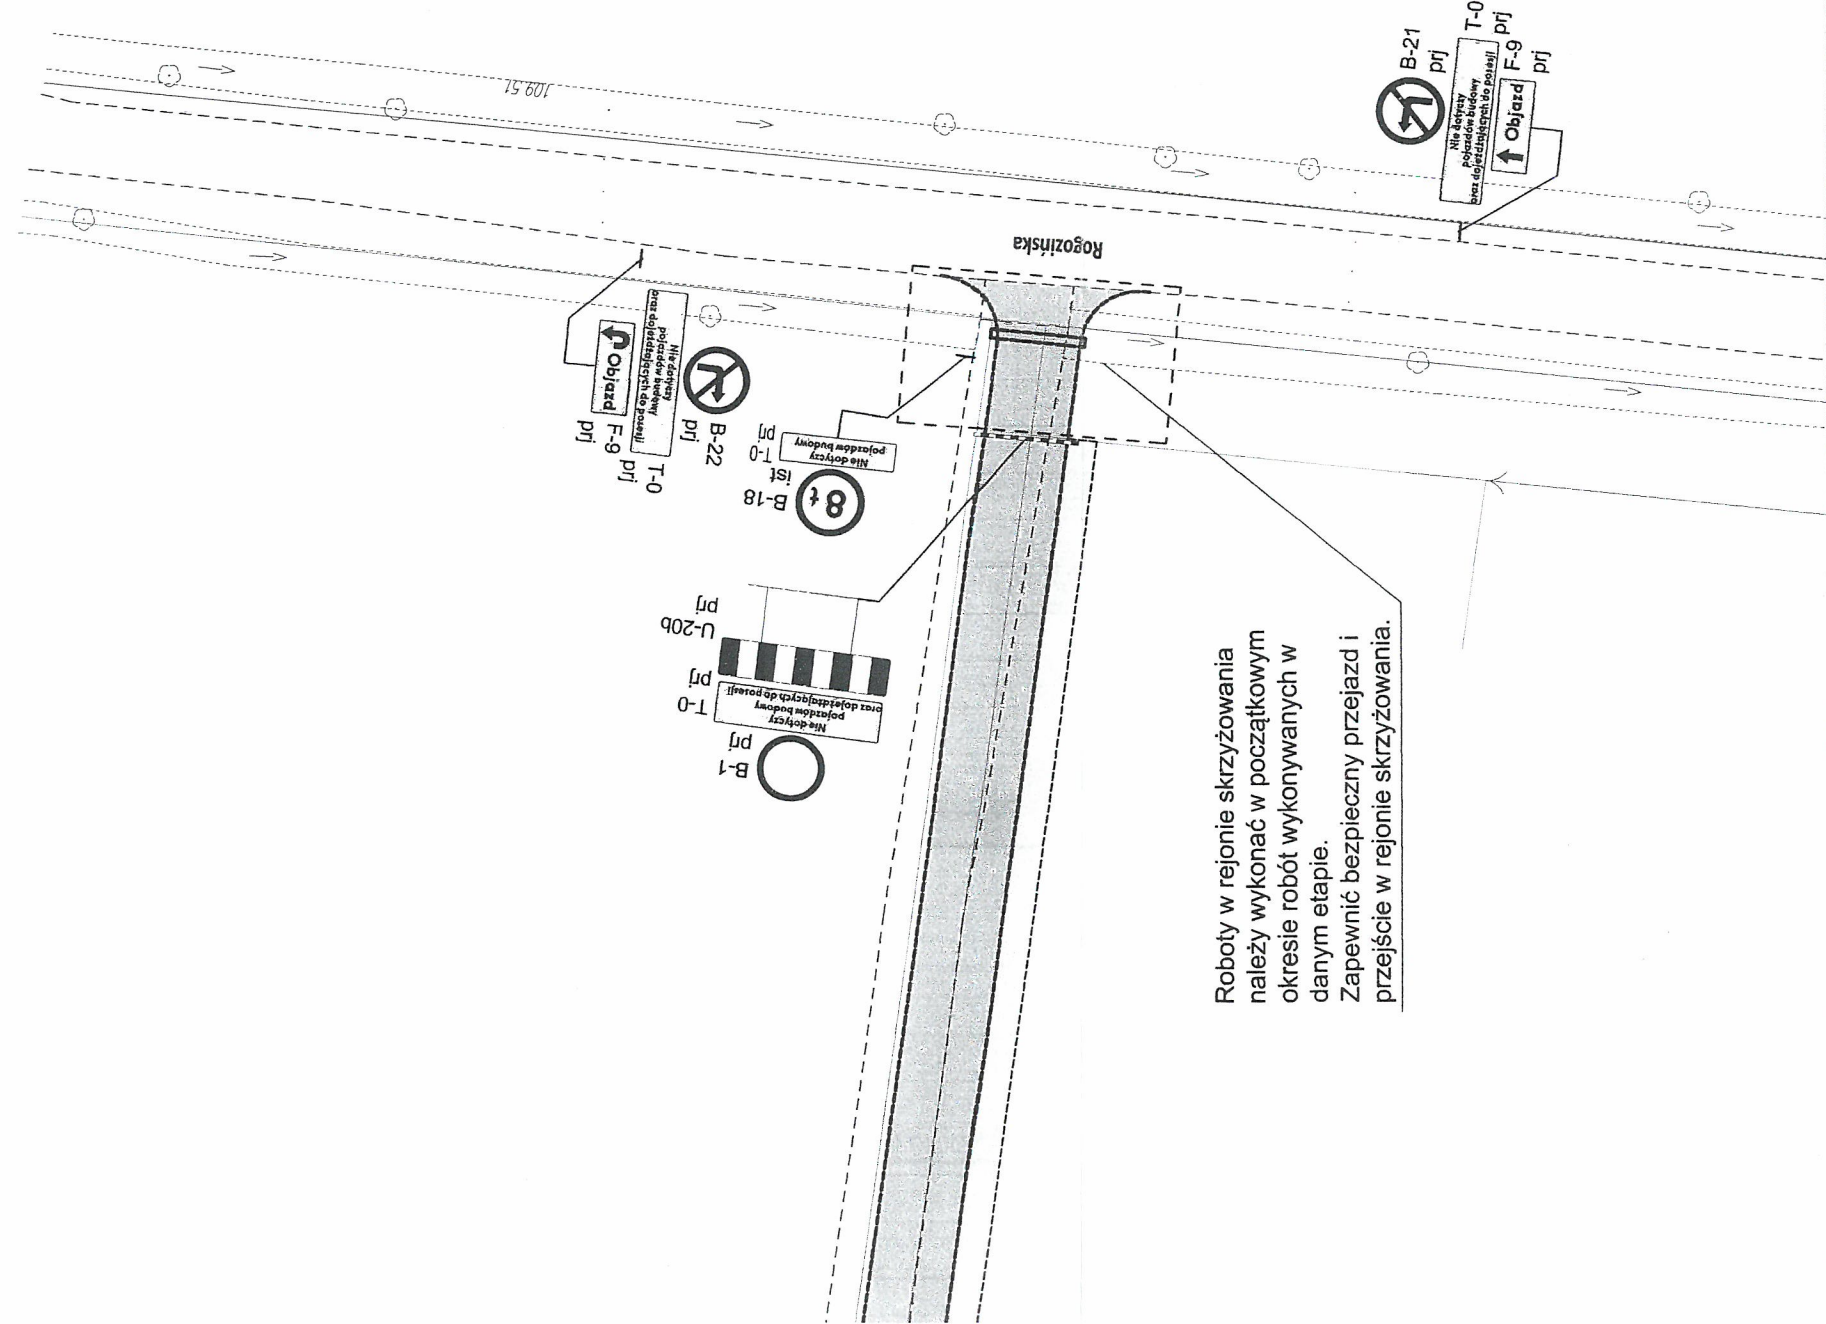 109.51
Rogozińska
B-21
prj
Nie dotyczy
pojazdów budowy
oraz dojeżdżających do posesji
T-0
prj
Objazd
F-9
prj
Objazd
F-9
prj
Nie dotyczy
pojazdów budowy
oraz dojeżdżających do posesji
T-0
prj
B-22
prj
Nie dotyczy
pojazdów budowy
T-0
prj
8 t
B-18
ist
U-20b
prj
Nie dotyczy
pojazdów budowy
oraz dojeżdżających do posesji
T-0
prj
B-1
prj
Roboty w rejonie skrzyżowania
należy wykonać w początkowym
okresie robót wykonywanych w
danym etapie.
Zapewnić bezpieczny przejazd i
przejście w rejonie skrzyżowania.